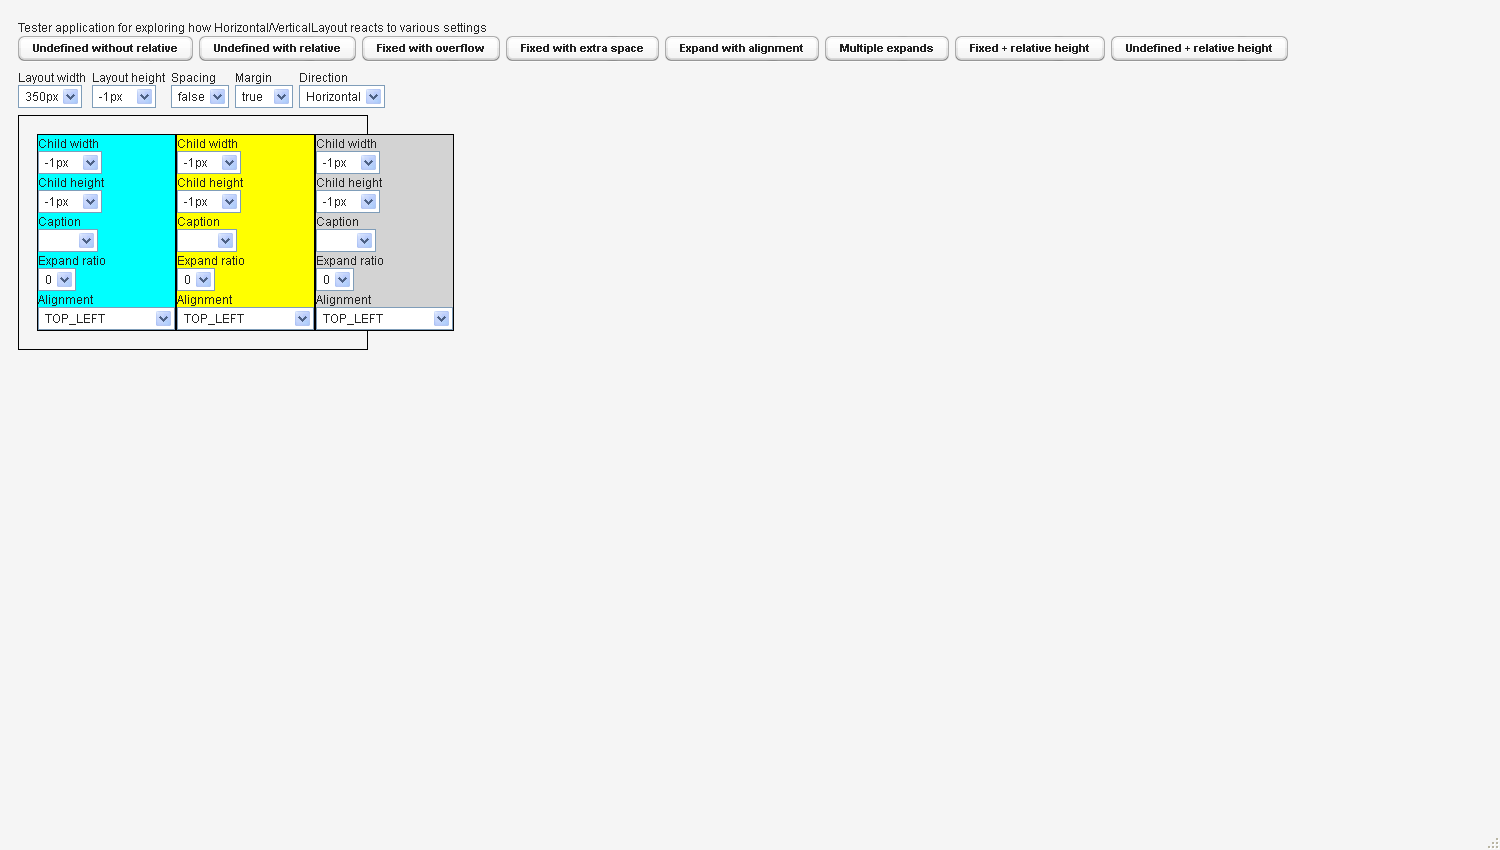 Tester application for exploring how Horizontal/VerticalLayout reacts to various settings
Undefined without relative Undefined with relative Fixed with overflow Fixed with extra space Expand with alignment Multiple expands Fixed + relative height Undefined + relative height
Layout width Layout height Spacing Margin Direction
350px -1px false true Horizontal
Child width Child width Child width
-1px -1px -1px
Child height Child height Child height
-1px -1px -1px
Caption Caption Caption
Expand ratio Expand ratio Expand ratio
0 0 0
Alignment Alignment Alignment
TOP_LEFT TOP_LEFT TOP_LEFT